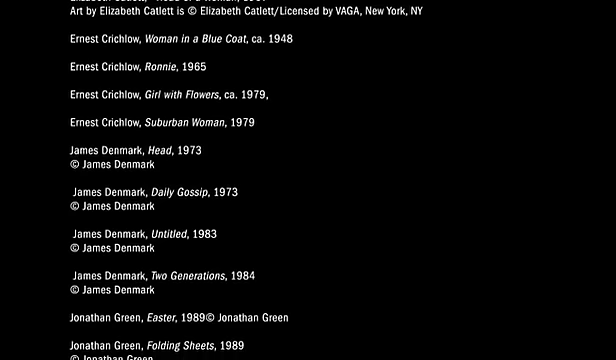 Art by Elizabeth Catlett is © Elizabeth Catlett/Licensed by VAGA, New York, NY
Ernest Crichlow, Woman in a Blue Coat, ca. 1948
Ernest Crichlow, Ronnie, 1965
Ernest Crichlow, Girl with Flowers, ca. 1979,
Ernest Crichlow, Suburban Woman, 1979
James Denmark, Head, 1973
© James Denmark
James Denmark, Daily Gossip, 1973
© James Denmark
James Denmark, Untitled, 1983
© James Denmark
James Denmark, Two Generations, 1984
© James Denmark
Jonathan Green, Easter, 1989© Jonathan Green
Jonathan Green, Folding Sheets, 1989
© Jonathan Green